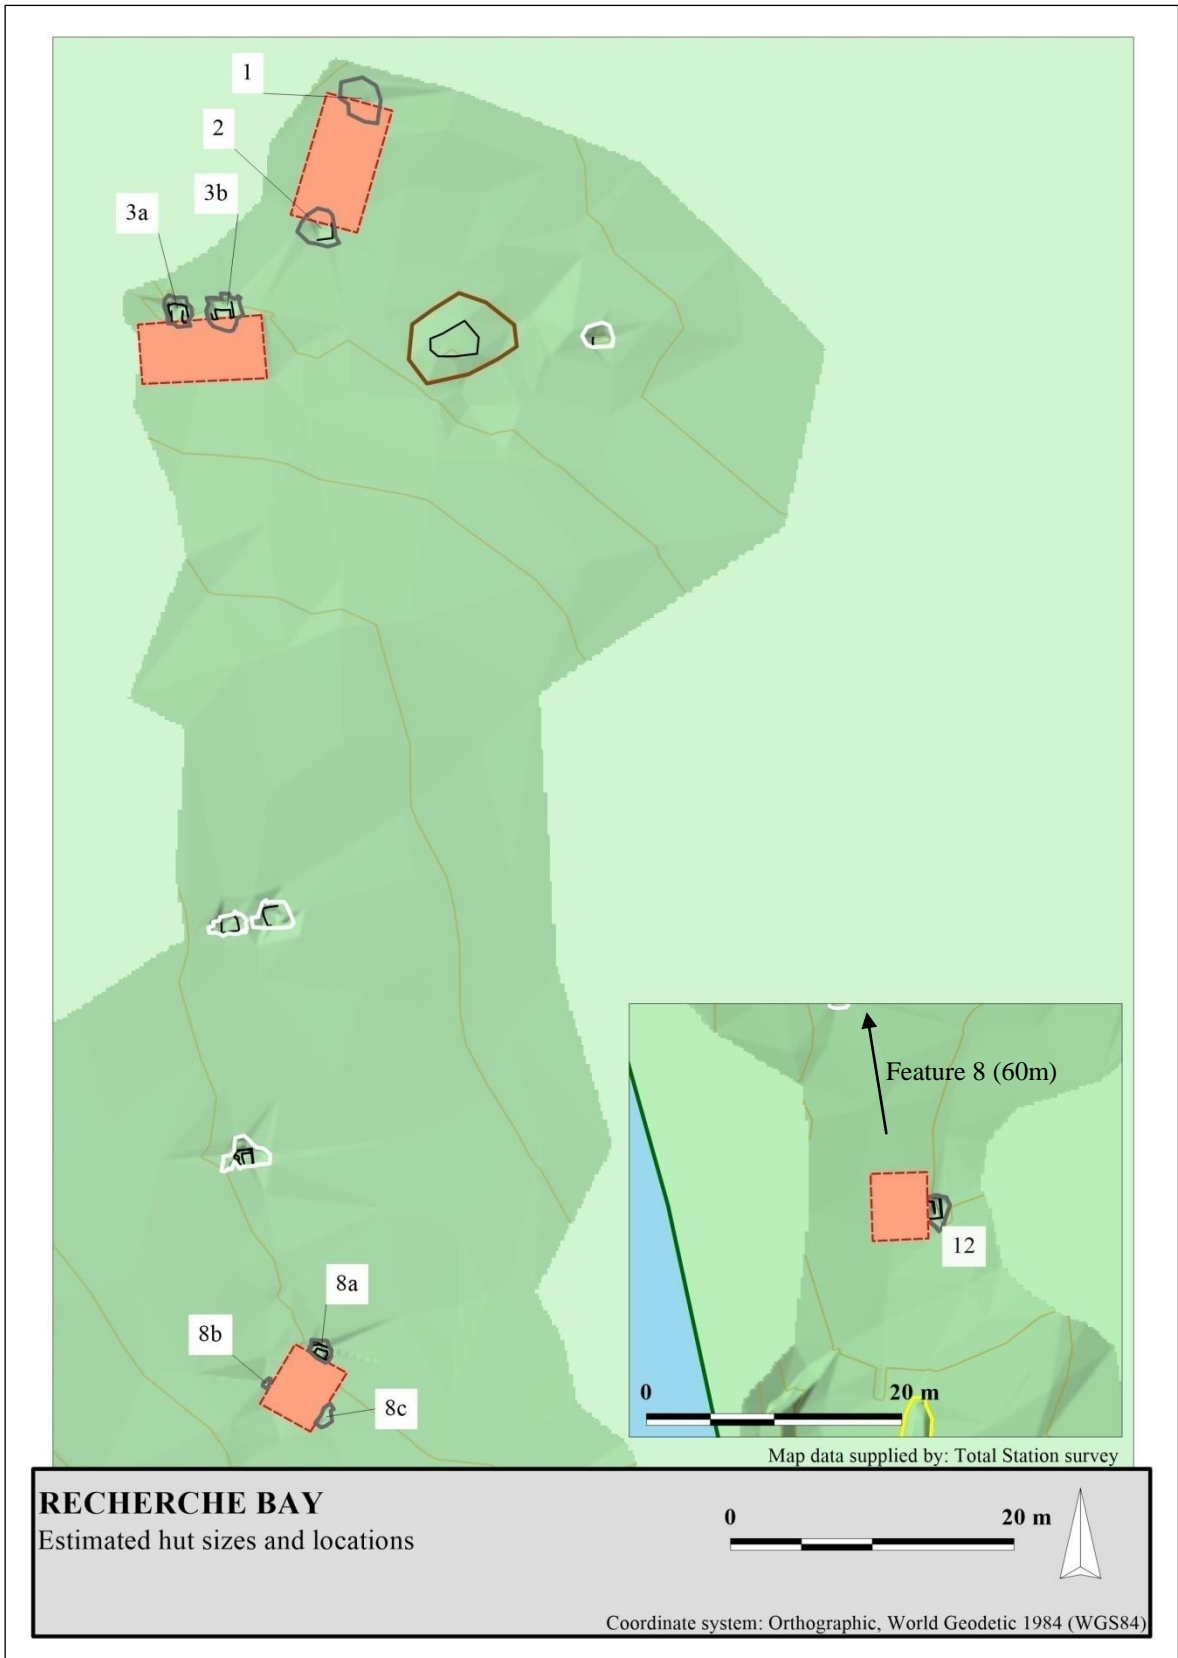 1
2
3b
3a
Feature 8 (60m)
12
8a
8b
8c
0 20 m
Map data supplied by: Total Station survey
RECHERCHE BAY
Estimated hut sizes and locations
0 20 m
Coordinate system: Orthographic, World Geodetic 1984 (WGS84)